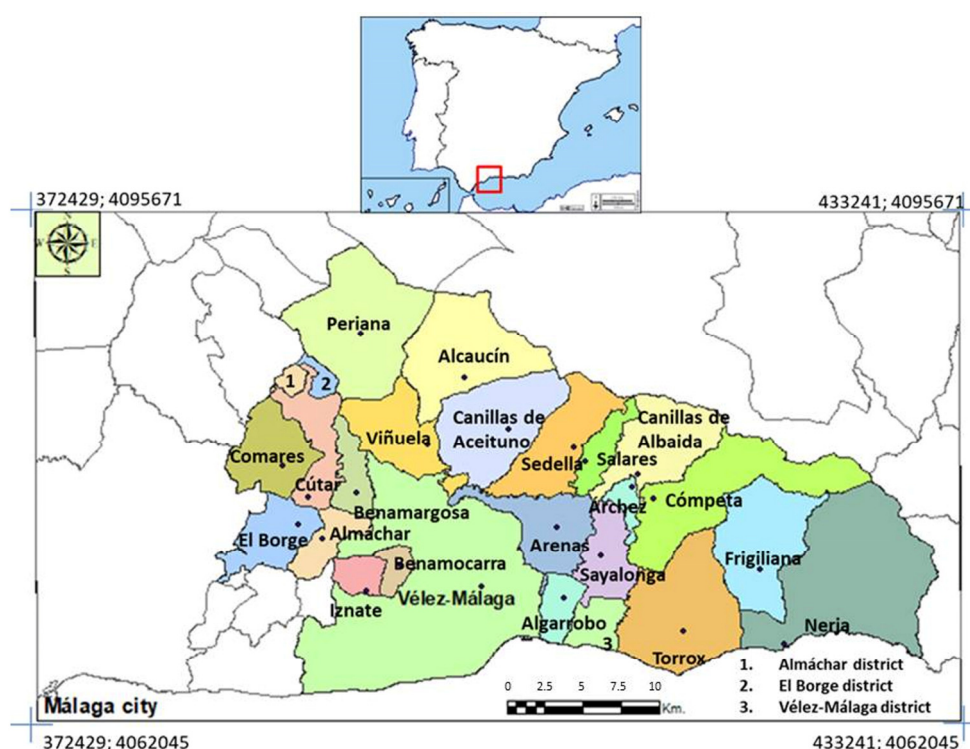 372429; 4095671
433241; 4095671
N
W E
S
Periana
Alcaucín
1
2
Canillas de
Aceituno
Canillas de
Albaida
Viñuela
Comares
Sedella
Salares
Cútar
Cómpeta
Benamargosa
Archez
El Borge
Almáchar
Arenas
Frigiliana
Benamocarra
Sayalonga
Vélez-Málaga
Iznate
Algarrobo
3
Nerja
Torrox
1. Almáchar district
2. El Borge district
3. Vélez-Málaga district
0 2.5 5 5 7.5 10
Km.
Málaga city
372429; 4062045
433241; 4062045